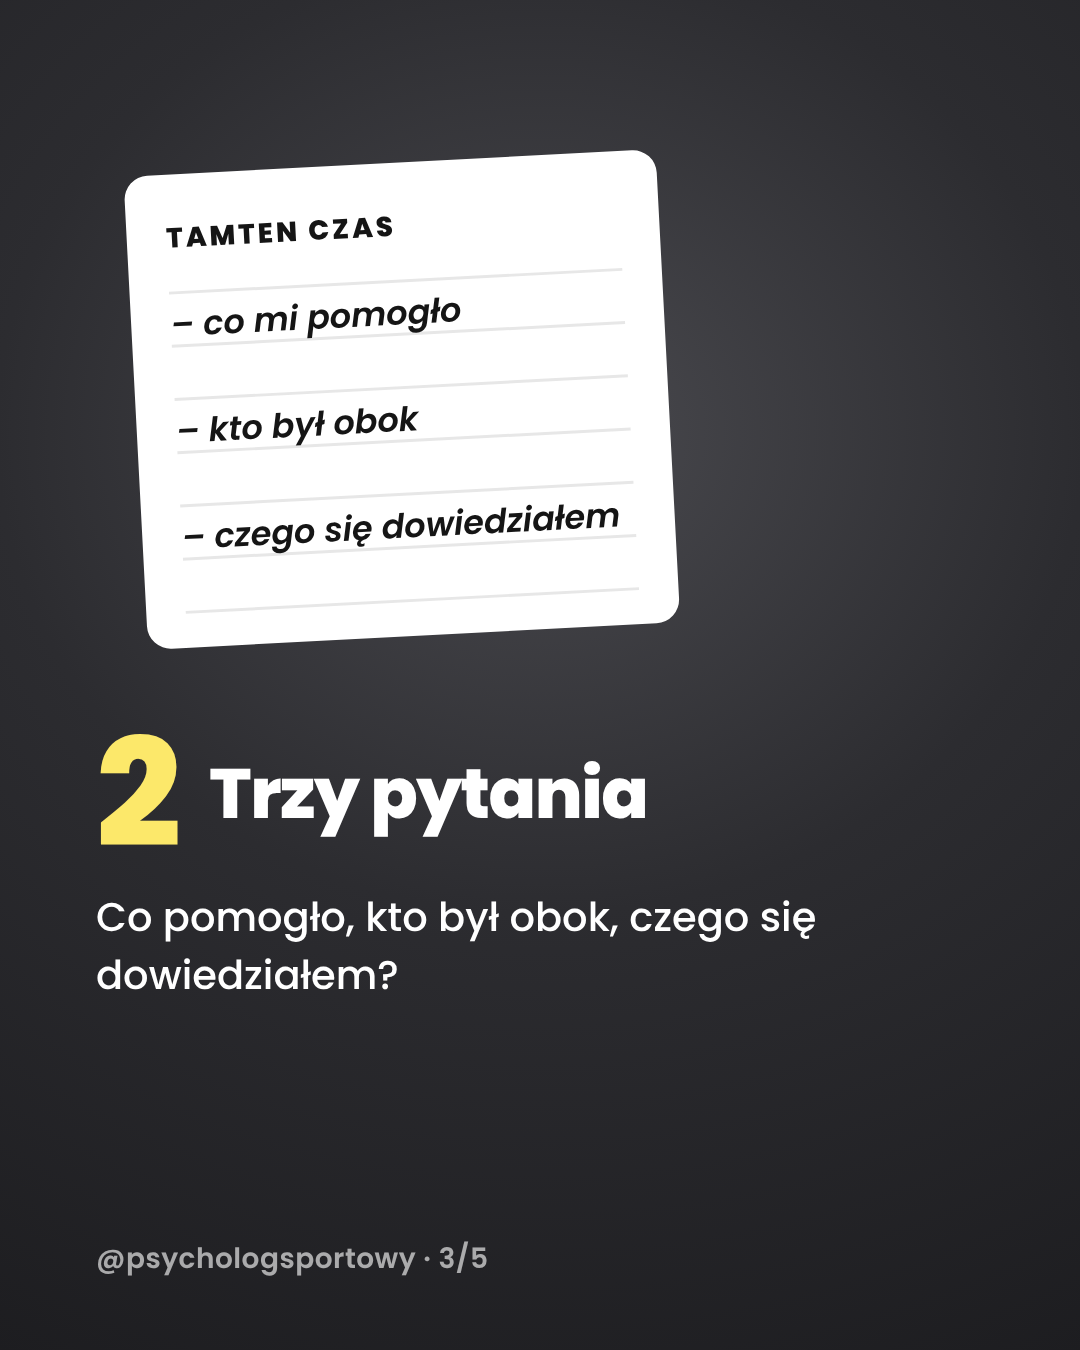 TAMTEN CZAS
– co mi pomogło
– kto był obok
– czego się dowiedziałem
2 Trzy pytania
Co pomogło, kto był obok, czego się
dowiedziałem?
@psychologsportowy · 3/5